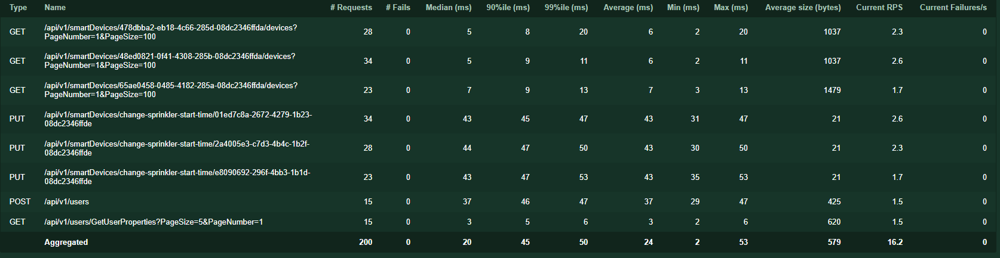 Type Name # Requests # Fails Median (ms) 90%ile (ms) 99%ile (ms) Average (ms) Min (ms) Max (ms) Average size (bytes) Current RPS Current Failures/s
GET /api/v1/smartDevices/478dbba2-eb18-4c66-285d-08dc2346ffda/devices? 28 0 5 8 20 6 2 20 1037 2.3 0
PageNumber=1&PageSize=100
GET /api/v1/smartDevices/48ed0821-0f41-4308-285b-08dc2346ffda/devices? 34 0 5 9 11 6 2 11 1037 2.6 0
PageNumber=1&PageSize=100
GET /api/v1/smartDevices/65ae0458-0485-4182-285a-08dc2346ffda/devices? 23 0 7 9 13 7 3 13 1479 1.7 0
PageNumber=1&PageSize=100
PUT /api/v1/smartDevices/change-sprinkler-start-time/01ed7c8a-2672-4279-1b23- 34 0 43 45 47 43 31 47 21 2.6 0
08dc2346ffde
PUT /api/v1/smartDevices/change-sprinkler-start-time/2a4005e3-c7d3-4b4c-1b2f- 28 0 44 47 50 43 30 50 21 2.3 0
08dc2346ffde
PUT /api/v1/smartDevices/change-sprinkler-start-time/e8090692-296f-4bb3-1b1d- 23 0 43 47 53 43 35 53 21 1.7 0
08dc2346ffde
POST /api/v1/users 15 0 37 46 47 37 29 47 425 1.5 0
GET /api/v1/users/GetUserProperties?PageSize=5&PageNumber=1 15 0 3 5 6 3 2 6 620 1.5 0
Aggregated 200 0 20 45 50 24 2 53 579 16.2 0